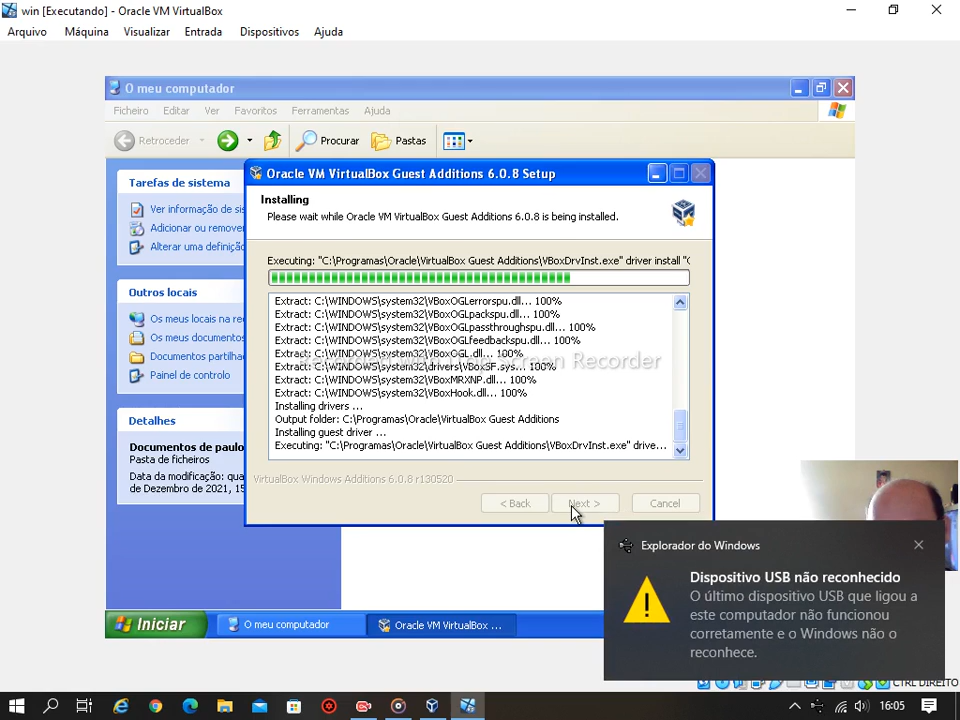 win [Executando] - Oracle VM VirtualBox
Arquivo Máquina Visualizar Entrada Dispositivos Ajuda
O meu computador
Ficheiro Editar Ver Favoritos Ferramentas Ajuda
Retroceder Procurar Pastas
Tarefas de sistema
Ver informação de sis
Adicionar ou remover
Alterar uma definição
Outros locais
Os meus locais na re
Os meus documentos
Documentos partilha
Painel de controlo
Detalhes
Documentos de paulo
Pasta de ficheiros
Data da modificação: qua
de Dezembro de 2021, 15
Oracle VM VirtualBox Guest Additions 6.0.8 Setup
Installing
Please wait while Oracle VM VirtualBox Guest Additions 6.0.8 is being installed.
Executing: "C:\Programas\Oracle\VirtualBox Guest Additions\VBoxDrvInst.exe" driver install "C
Extract: C:\WINDOWS\system32\VBoxOGLerrorspu.dll... 100%
Extract: C:\WINDOWS\system32\VBoxOGLpackspu.dll... 100%
Extract: C:\WINDOWS\system32\VBoxOGLpassthroughspu.dll... 100%
Extract: C:\WINDOWS\system32\VBoxOGLfeedbackspu.dll... 100%
Extract: C:\WINDOWS\system32\VBoxOGL.dll... 100%
Extract: C:\WINDOWS\system32\drivers\VBoxSF.sys... 100%
Extract: C:\WINDOWS\system32\VBoxMRXNP.dll... 100%
Extract: C:\WINDOWS\system32\VBoxHook.dll... 100%
Installing drivers ...
Output folder: C:\Programas\Oracle\VirtualBox Guest Additions
Installing guest driver ...
Executing: "C:\Programas\Oracle\VirtualBox Guest Additions\VBoxDrvInst.exe" drive...
Screen Recorder
VirtualBox Windows Additions 6.0.8 r130520
< Back Next > Cancel
Explorador do Windows
Dispositivo USB não reconhecido
O último dispositivo USB que ligou a
este computador não funcionou
corretamente e o Windows não o
reconhece.
Iniciar O meu computador Oracle VM VirtualBox ...
CTRL DIREITO
16:05